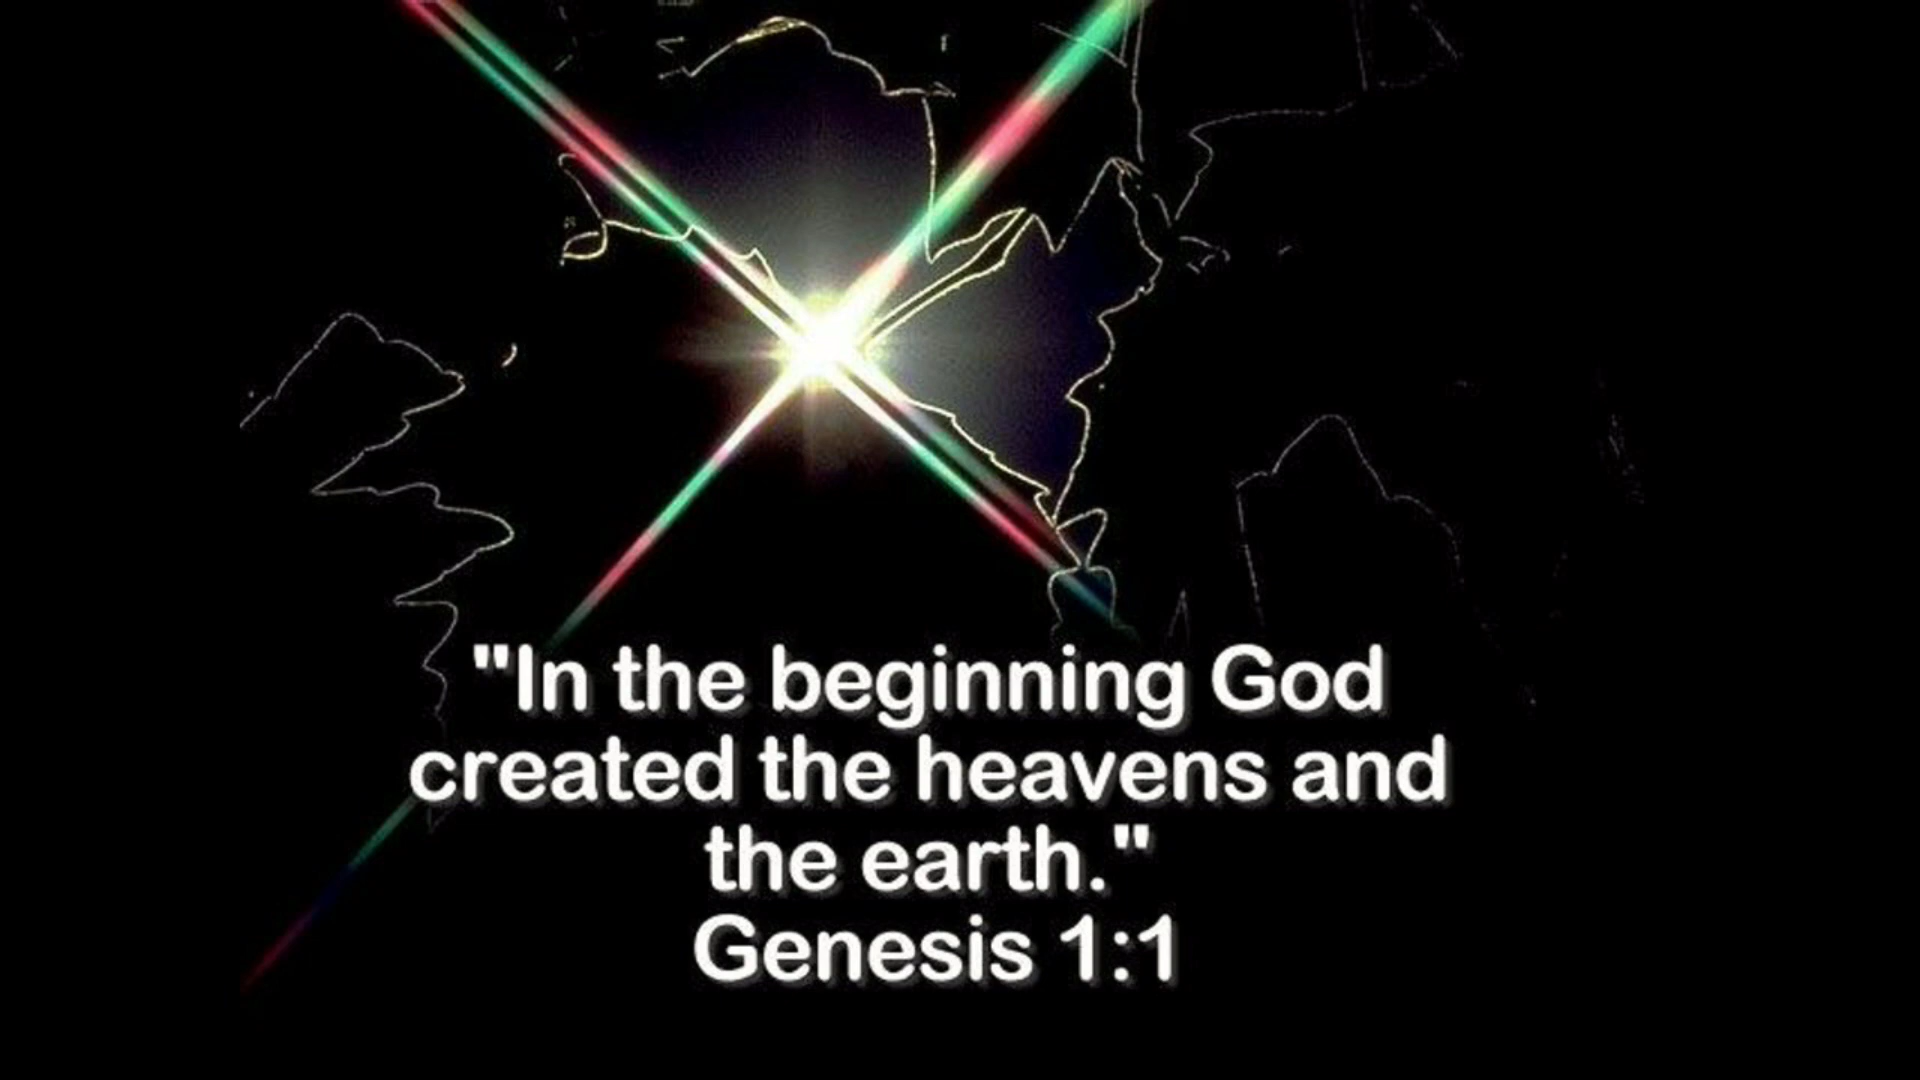 "In the beginning God
created the heavens and
the earth."
Genesis 1:1